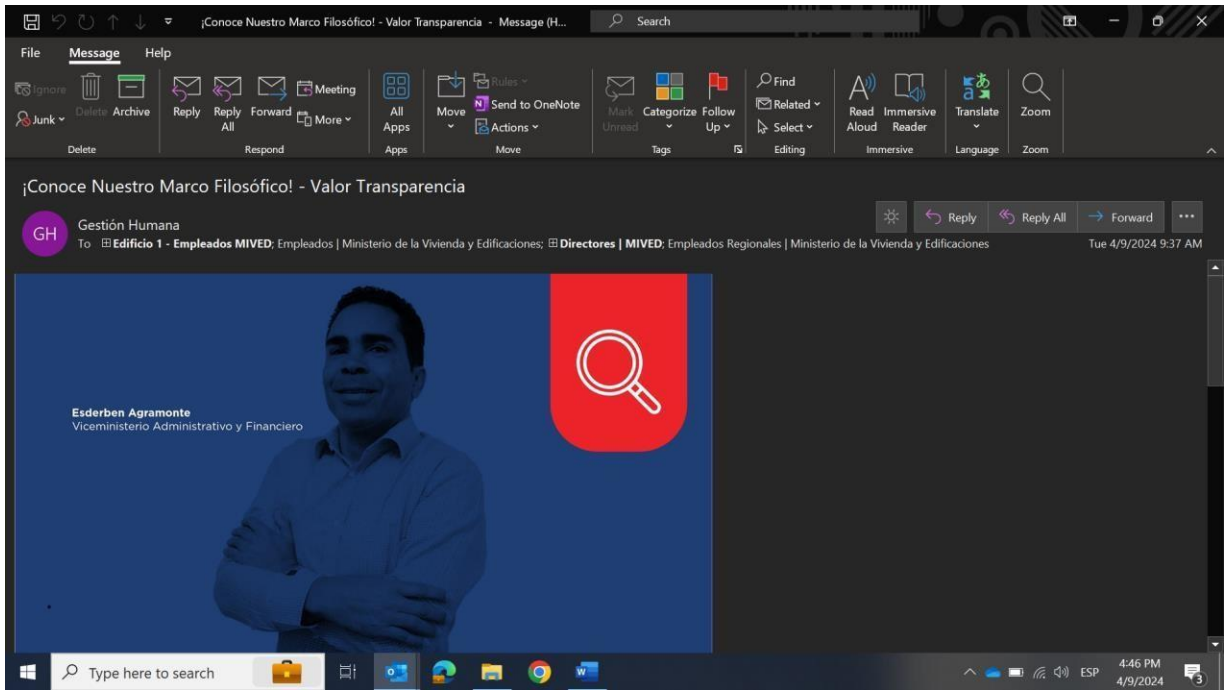 ¡Conoce Nuestro Marco Filosófico! - Valor Transparencia - Message (H...
Search
File Message Help
Ignore
Junk
Delete
Archive
Reply
Reply All
Forward
Meeting
More
All Apps
Move
Rules
Send to OneNote
Actions
Mark Unread
Categorize
Follow Up
Find
Related
Select
Read Aloud
Immersive Reader
Translate
Zoom
Delete Respond Apps Move Tags Editing Immersive Language Zoom
¡Conoce Nuestro Marco Filosófico! - Valor Transparencia
GH
Gestión Humana
To Edificio 1 - Empleados MIVED; Empleados | Ministerio de la Vivienda y Edificaciones; Directores | MIVED; Empleados Regionales | Ministerio de la Vivienda y Edificaciones
Reply Reply All Forward
Tue 4/9/2024 9:37 AM
Esderben Agramonte
Viceministerio Administrativo y Financiero
Type here to search
ESP
4:46 PM
4/9/2024
3